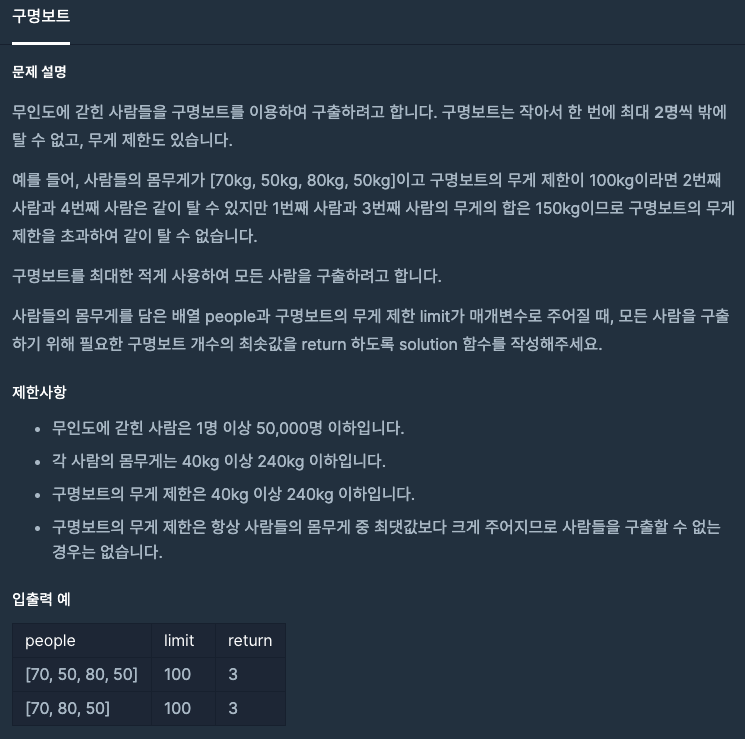 구명보트
문제 설명
무인도에 갇힌 사람들을 구명보트를 이용하여 구출하려고 합니다. 구명보트는 작아서 한 번에 최대 2명씩 밖에
탈 수 없고, 무게 제한도 있습니다.
예를 들어, 사람들의 몸무게가 [70kg, 50kg, 80kg, 50kg]이고 구명보트의 무게 제한이 100kg이라면 2번째
사람과 4번째 사람은 같이 탈 수 있지만 1번째 사람과 3번째 사람의 무게의 합은 150kg이므로 구명보트의 무게
제한을 초과하여 같이 탈 수 없습니다.
구명보트를 최대한 적게 사용하여 모든 사람을 구출하려고 합니다.
사람들의 몸무게를 담은 배열 people과 구명보트의 무게 제한 limit가 매개변수로 주어질 때, 모든 사람을 구출
하기 위해 필요한 구명보트 개수의 최솟값을 return 하도록 solution 함수를 작성해주세요.
제한사항
• 무인도에 갇힌 사람은 1명 이상 50,000명 이하입니다.
• 각 사람의 몸무게는 40kg 이상 240kg 이하입니다.
• 구명보트의 무게 제한은 40kg 이상 240kg 이하입니다.
• 구명보트의 무게 제한은 항상 사람들의 몸무게 중 최댓값보다 크게 주어지므로 사람들을 구출할 수 없는
경우는 없습니다.
입출력 예
people limit return
[70, 50, 80, 50] 100 3
[70, 80, 50] 100 3